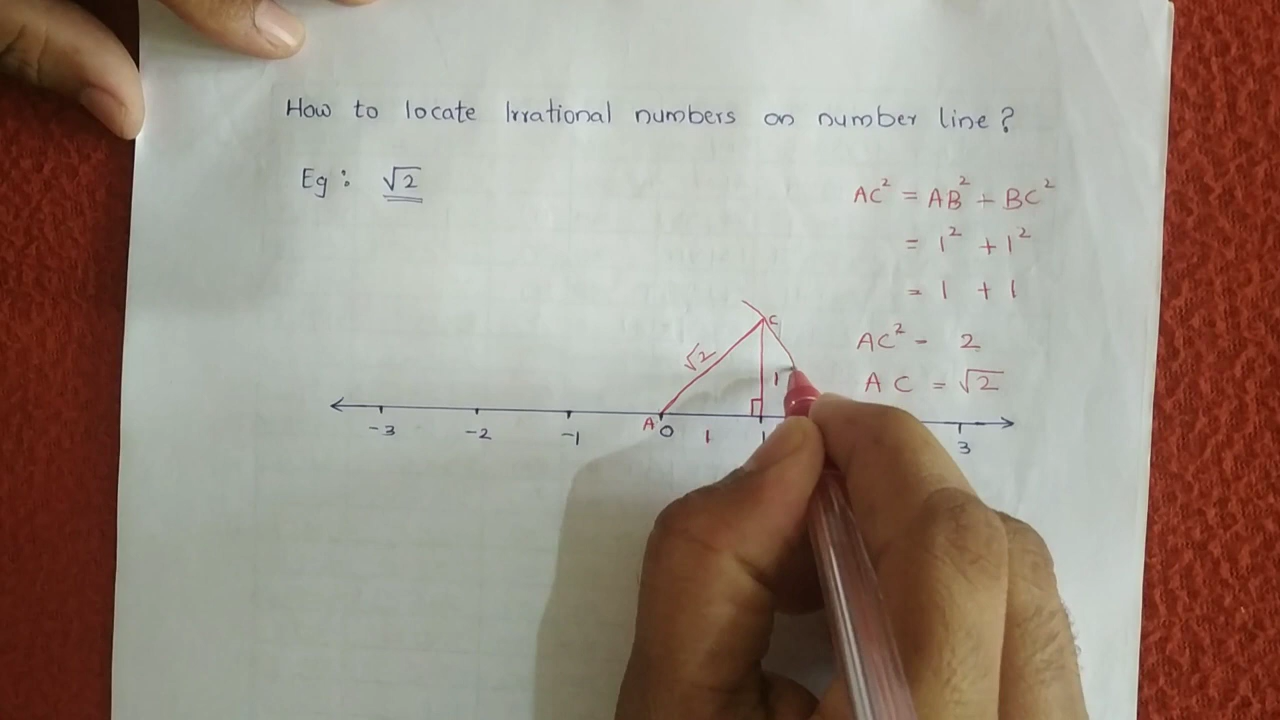 How to locate Irrational numbers on number line?
Eg: √2
AC² = AB² + BC²
= 1² + 1²
= 1 + 1
AC² - 2
AC = √2
C
√2
1
A
-3 -2 -1 0 1 1 3